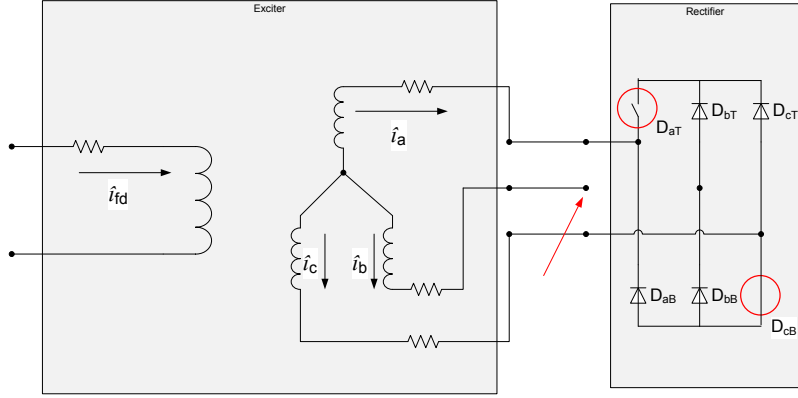 Exciter
Rectifier
î_a
î_fd
î_c
î_b
D_aT
D_bT
D_cT
D_aB
D_bB
D_cB